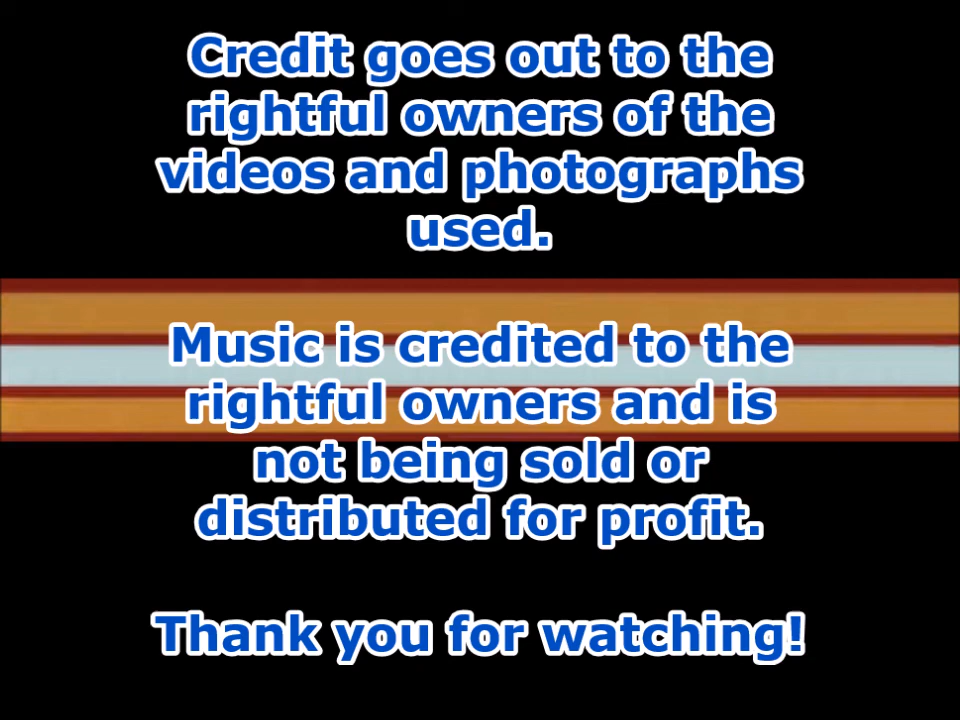 Credit goes out to the
rightful owners of the
videos and photographs
used.
Music is credited to the
rightful owners and is
not being sold or
distributed for profit.
Thank you for watching!